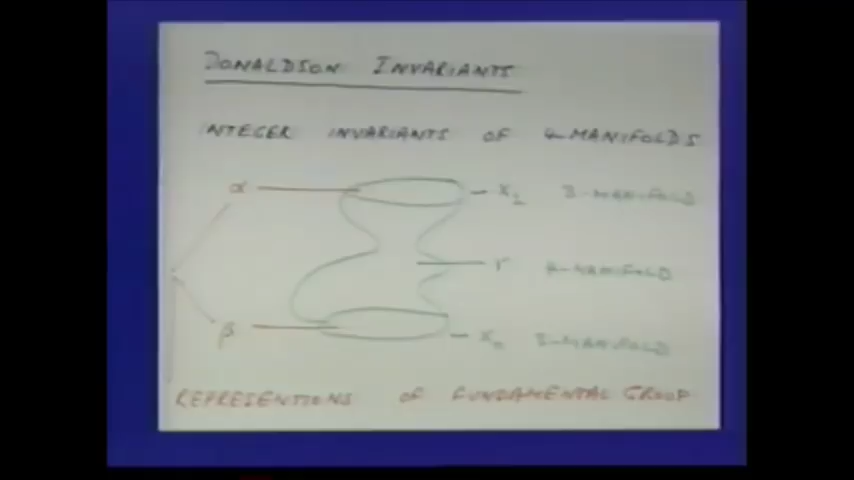 DONALDSON INVARIANTS
INTEGER INVARIANTS OF 4-MANIFOLDS
α X₁ 3-MANIFOLD
Y 4-MANIFOLD
β X₀ 3-MANIFOLD
REPRESENTIONS OF FUNDAMENTAL GROUP